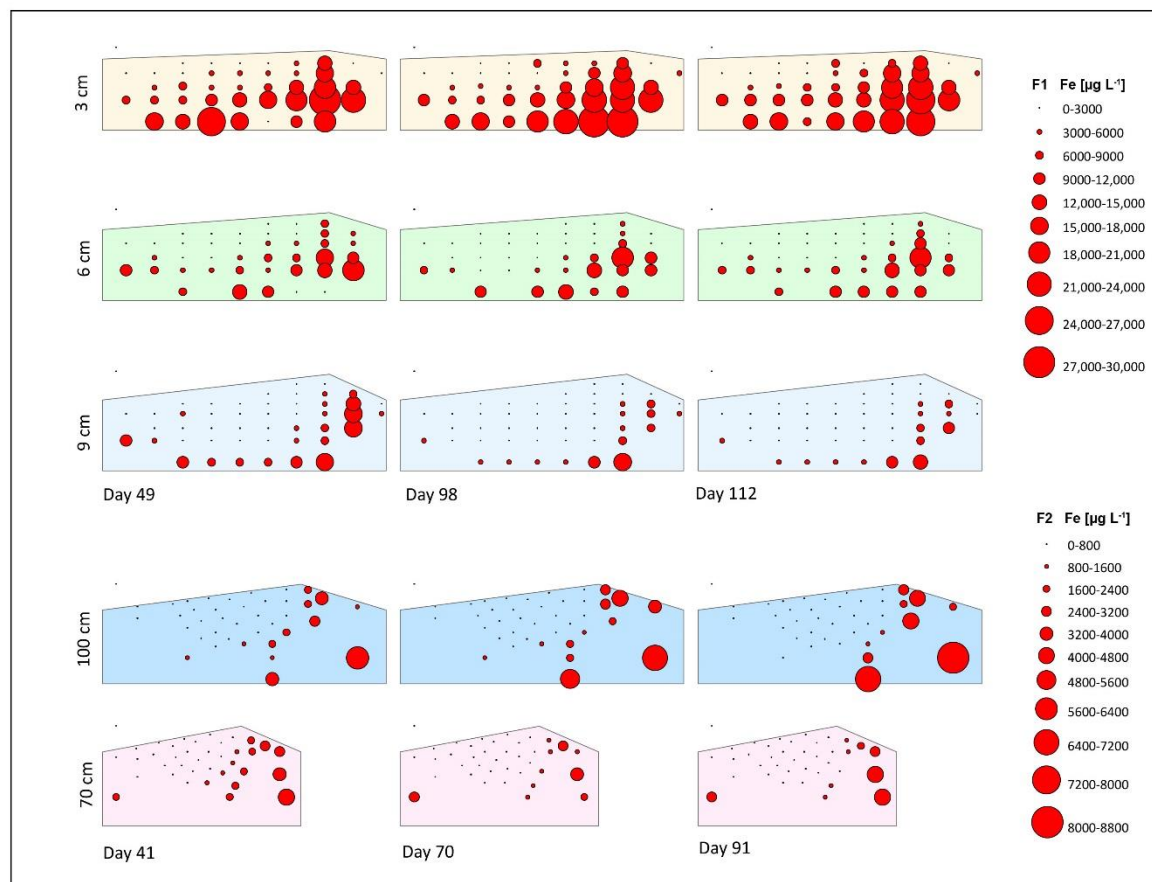 3 cm
F1 Fe [µg L⁻¹]
0-3000
3000-6000
6000-9000
9000-12,000
12,000-15,000
15,000-18,000
18,000-21,000
21,000-24,000
24,000-27,000
27,000-30,000
6 cm
9 cm
Day 49
Day 98
Day 112
F2 Fe [µg L⁻¹]
0-800
800-1600
1600-2400
2400-3200
3200-4000
4000-4800
4800-5600
5600-6400
6400-7200
7200-8000
8000-8800
100 cm
70 cm
Day 41
Day 70
Day 91